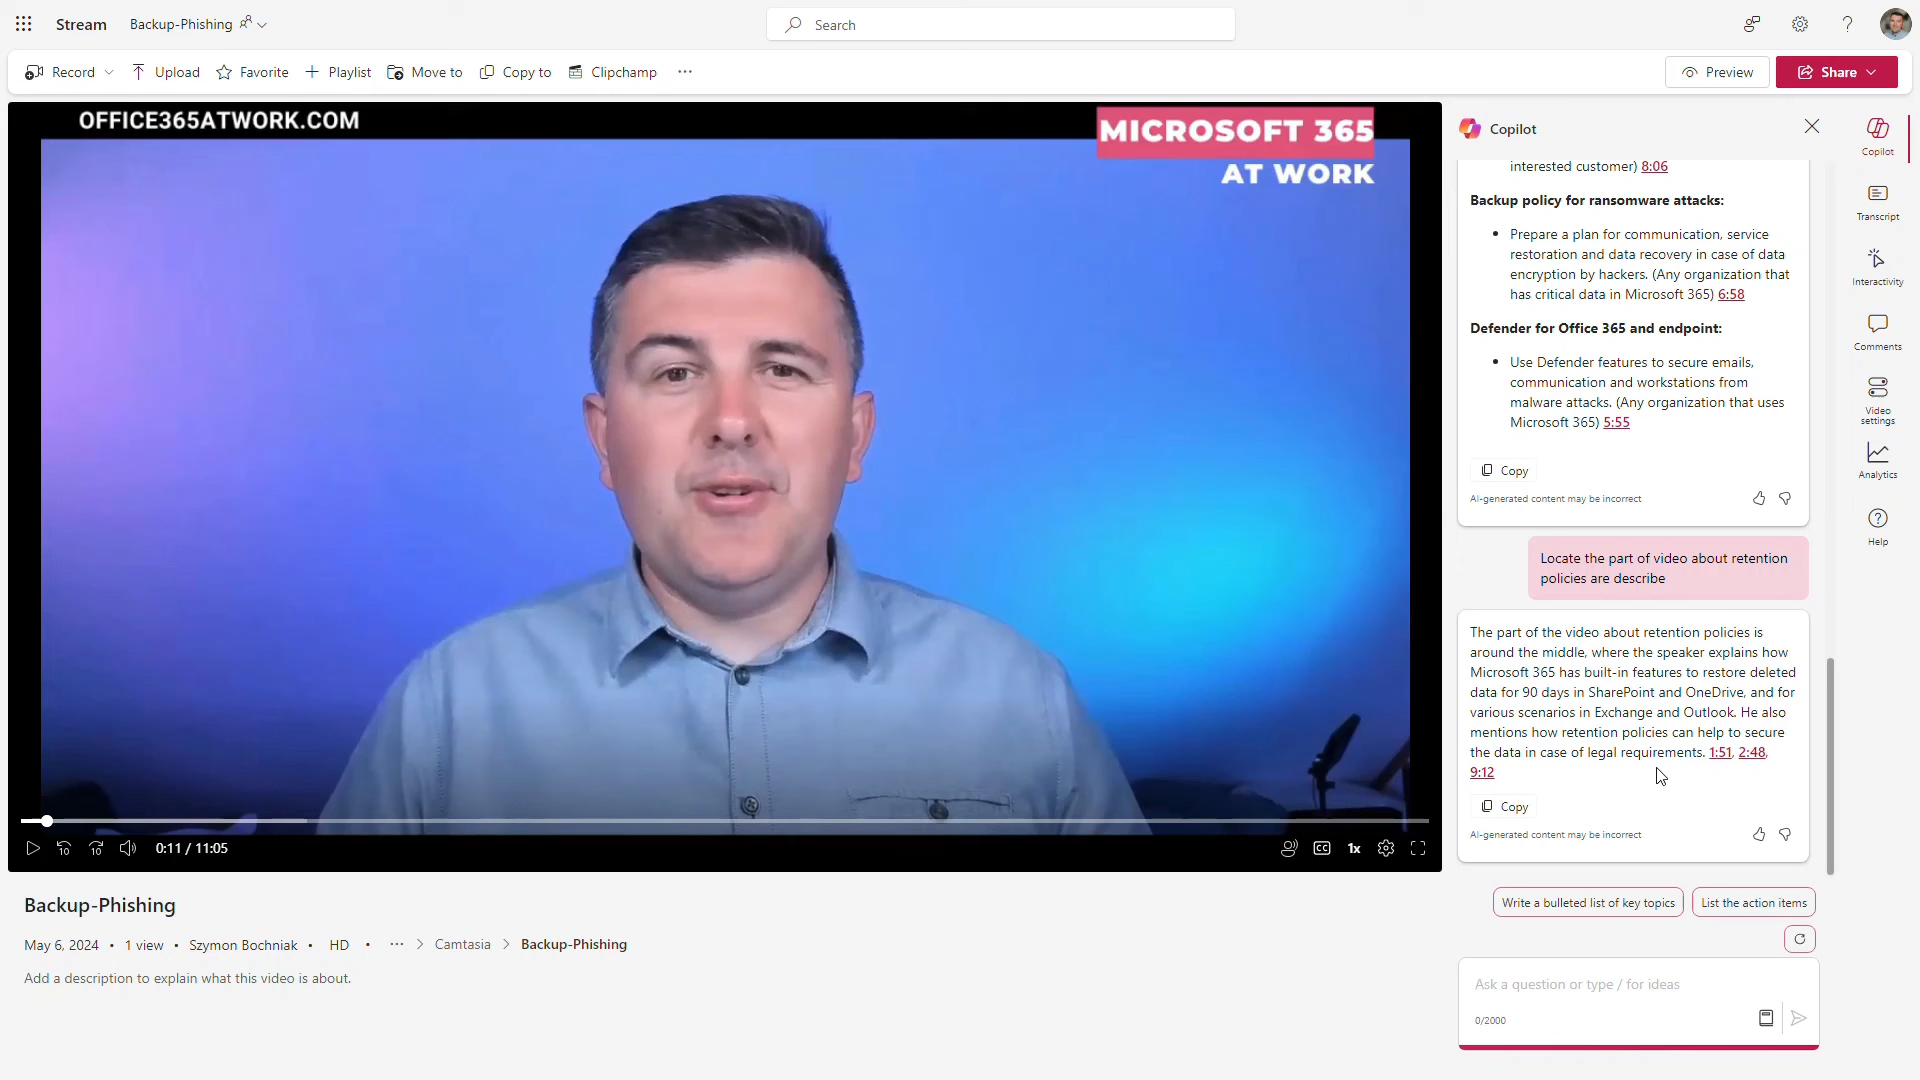 Stream
Backup-Phishing
Search
Record
Upload
Favorite
Playlist
Move to
Copy to
Clipchamp
Preview
Share
OFFICE365ATWORK.COM
MICROSOFT 365
AT WORK
0:11 / 11:05
CC
1x
Backup-Phishing
May 6, 2024 • 1 view • Szymon Bochniak • HD • ··· > Camtasia > Backup-Phishing
Add a description to explain what this video is about.
Copilot
interested customer) 8:06
Backup policy for ransomware attacks:
• Prepare a plan for communication, service
restoration and data recovery in case of data
encryption by hackers. (Any organization that
has critical data in Microsoft 365) 6:58
Defender for Office 365 and endpoint:
• Use Defender features to secure emails,
communication and workstations from
malware attacks. (Any organization that uses
Microsoft 365) 5:55
Copy
AI-generated content may be incorrect
Locate the part of video about retention
policies are describe
The part of the video about retention policies is
around the middle, where the speaker explains how
Microsoft 365 has built-in features to restore deleted
data for 90 days in SharePoint and OneDrive, and for
various scenarios in Exchange and Outlook. He also
mentions how retention policies can help to secure
the data in case of legal requirements. 1:51, 2:48,
9:12
Copy
AI-generated content may be incorrect
Write a bulleted list of key topics
List the action items
Ask a question or type / for ideas
0/2000
Copilot
Transcript
Interactivity
Comments
Video
settings
Analytics
Help